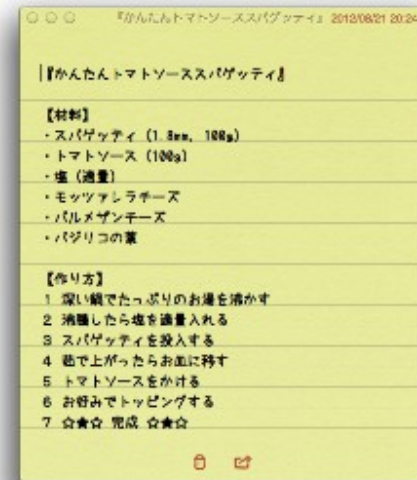 『かんたんトマトソーススパゲッティ』 2012/08/21 20:24
『かんたんトマトソーススパゲッティ』
【材料】
・スパゲッティ (1.8mm, 100g)
・トマトソース (100g)
・塩 (適量)
・モッツァレラチーズ
・パルメザンチーズ
・バジリコの葉
【作り方】
1 深い鍋でたっぷりのお湯を沸かす
2 沸騰したら塩を適量入れる
3 スパゲッティを投入する
4 茹で上がったらお皿に移す
5 トマトソースをかける
6 お好みでトッピングする
7 ☆★☆ 完成 ☆★☆